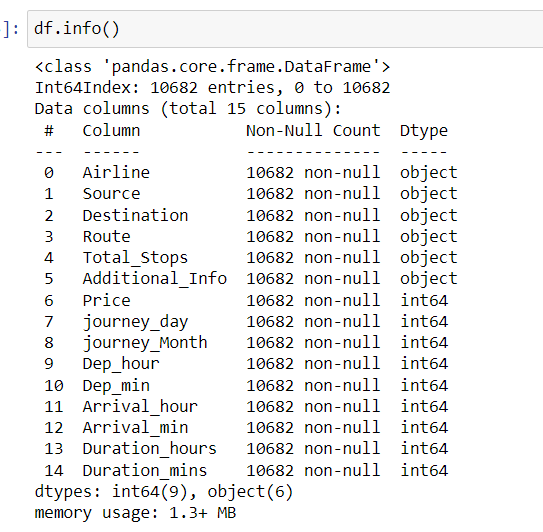 ]: df.info()
<class 'pandas.core.frame.DataFrame'>
Int64Index: 10682 entries, 0 to 10682
Data columns (total 15 columns):
 #   Column           Non-Null Count  Dtype
---  ------           --------------  -----
 0   Airline          10682 non-null  object
 1   Source           10682 non-null  object
 2   Destination      10682 non-null  object
 3   Route            10682 non-null  object
 4   Total_Stops      10682 non-null  object
 5   Additional_Info  10682 non-null  object
 6   Price            10682 non-null  int64
 7   journey_day      10682 non-null  int64
 8   journey_Month    10682 non-null  int64
 9   Dep_hour         10682 non-null  int64
 10  Dep_min          10682 non-null  int64
 11  Arrival_hour     10682 non-null  int64
 12  Arrival_min      10682 non-null  int64
 13  Duration_hours   10682 non-null  int64
 14  Duration_mins    10682 non-null  int64
dtypes: int64(9), object(6)
memory usage: 1.3+ MB